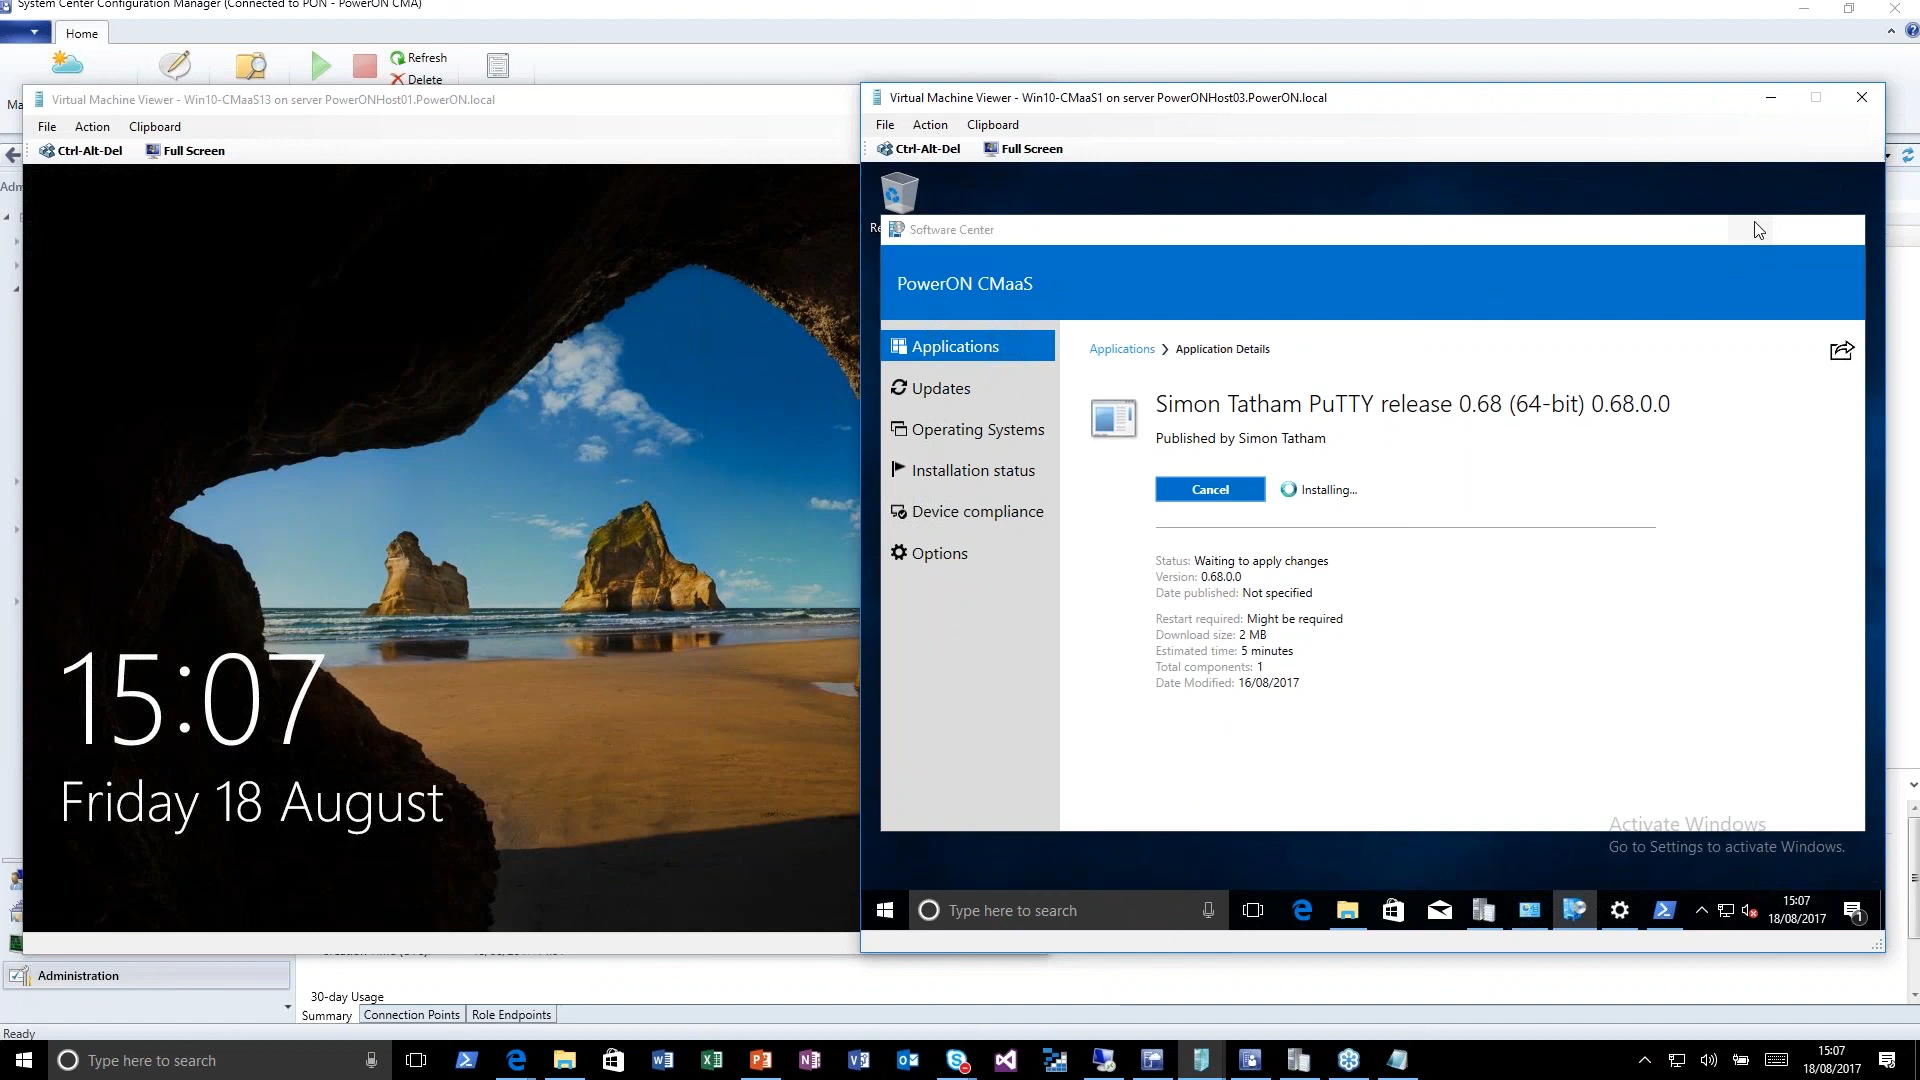 System Center Configuration Manager (Connected to PON - PowerON CMA)
Home
Refresh
Delete
Ma
Virtual Machine Viewer - Win10-CMaaS13 on server PowerONHost01.PowerON.local
File Action Clipboard
Ctrl-Alt-Del Full Screen
Adm
15:07
Friday 18 August
Virtual Machine Viewer - Win10-CMaaS1 on server PowerONHost03.PowerON.local
File Action Clipboard
Ctrl-Alt-Del Full Screen
Re
Software Center
PowerON CMaaS
Applications
Updates
Operating Systems
Installation status
Device compliance
Options
Applications > Application Details
Simon Tatham PuTTY release 0.68 (64-bit) 0.68.0.0
Published by Simon Tatham
Cancel
Installing...
Status: Waiting to apply changes
Version: 0.68.0.0
Date published: Not specified
Restart required: Might be required
Download size: 2 MB
Estimated time: 5 minutes
Total components: 1
Date Modified: 16/08/2017
Activate Windows
Go to Settings to activate Windows.
Type here to search
15:07
18/08/2017
1
Administration
30-day Usage
Summary Connection Points Role Endpoints
Ready
Type here to search
15:07
18/08/2017